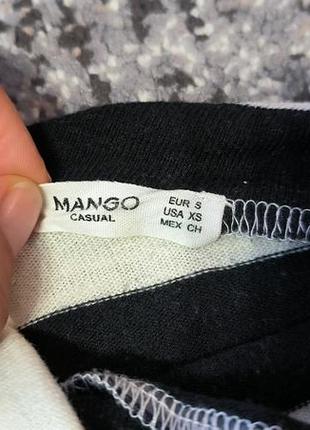 MANGO
CASUAL
EUR S
USA XS
MEX CH